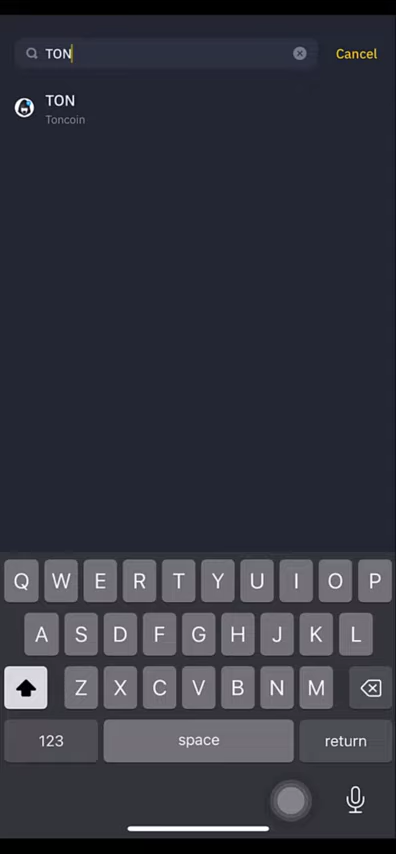 TON
Cancel
TON
Toncoin
Q W E R T Y U I O P
A S D F G H J K L
Z X C V B N M
123 space return